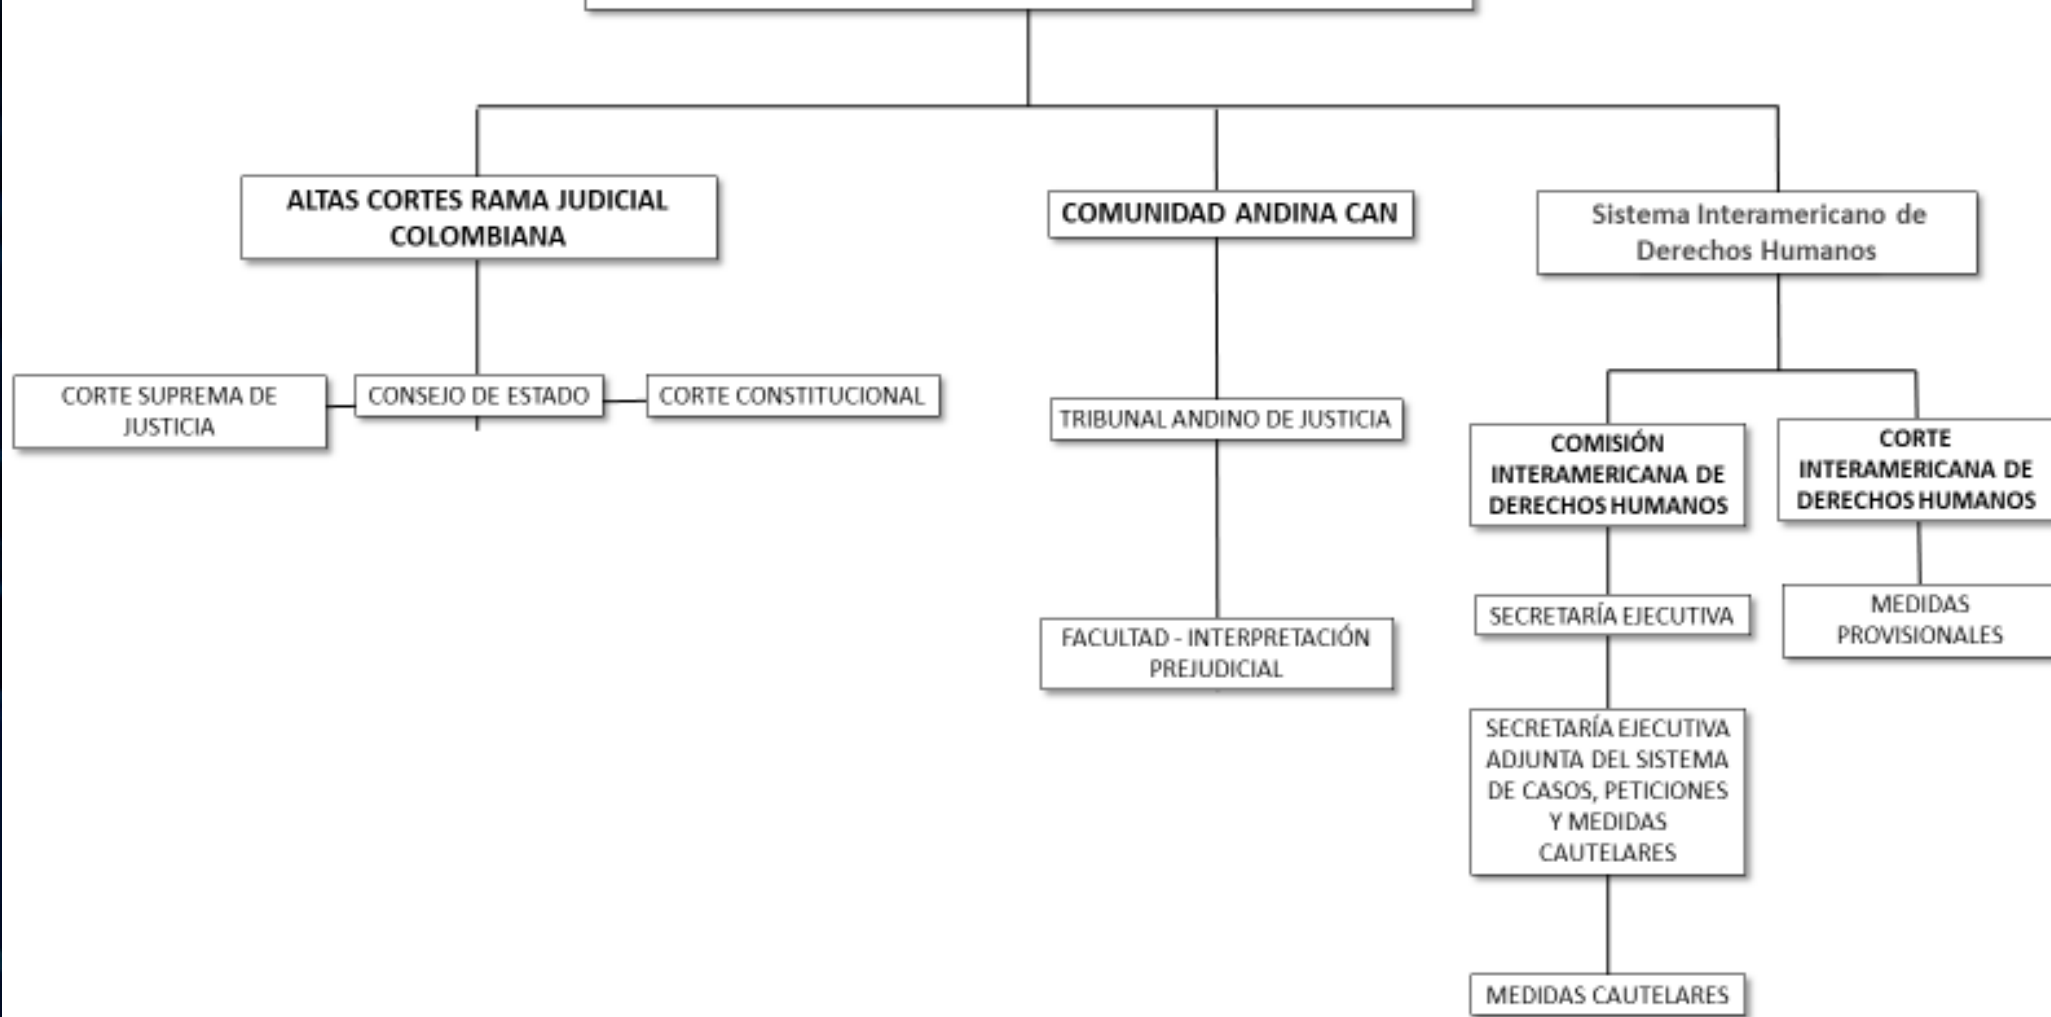 ALTAS CORTES RAMA JUDICIAL
COLOMBIANA
COMUNIDAD ANDINA CAN
Sistema Interamericano de
Derechos Humanos
CORTE SUPREMA DE
JUSTICIA
CONSEJO DE ESTADO
CORTE CONSTITUCIONAL
TRIBUNAL ANDINO DE JUSTICIA
FACULTAD - INTERPRETACIÓN
PREJUDICIAL
COMISIÓN
INTERAMERICANA DE
DERECHOS HUMANOS
CORTE
INTERAMERICANA DE
DERECHOS HUMANOS
SECRETARÍA EJECUTIVA
MEDIDAS
PROVISIONALES
SECRETARÍA EJECUTIVA
ADJUNTA DEL SISTEMA
DE CASOS, PETICIONES
Y MEDIDAS
CAUTELARES
MEDIDAS CAUTELARES